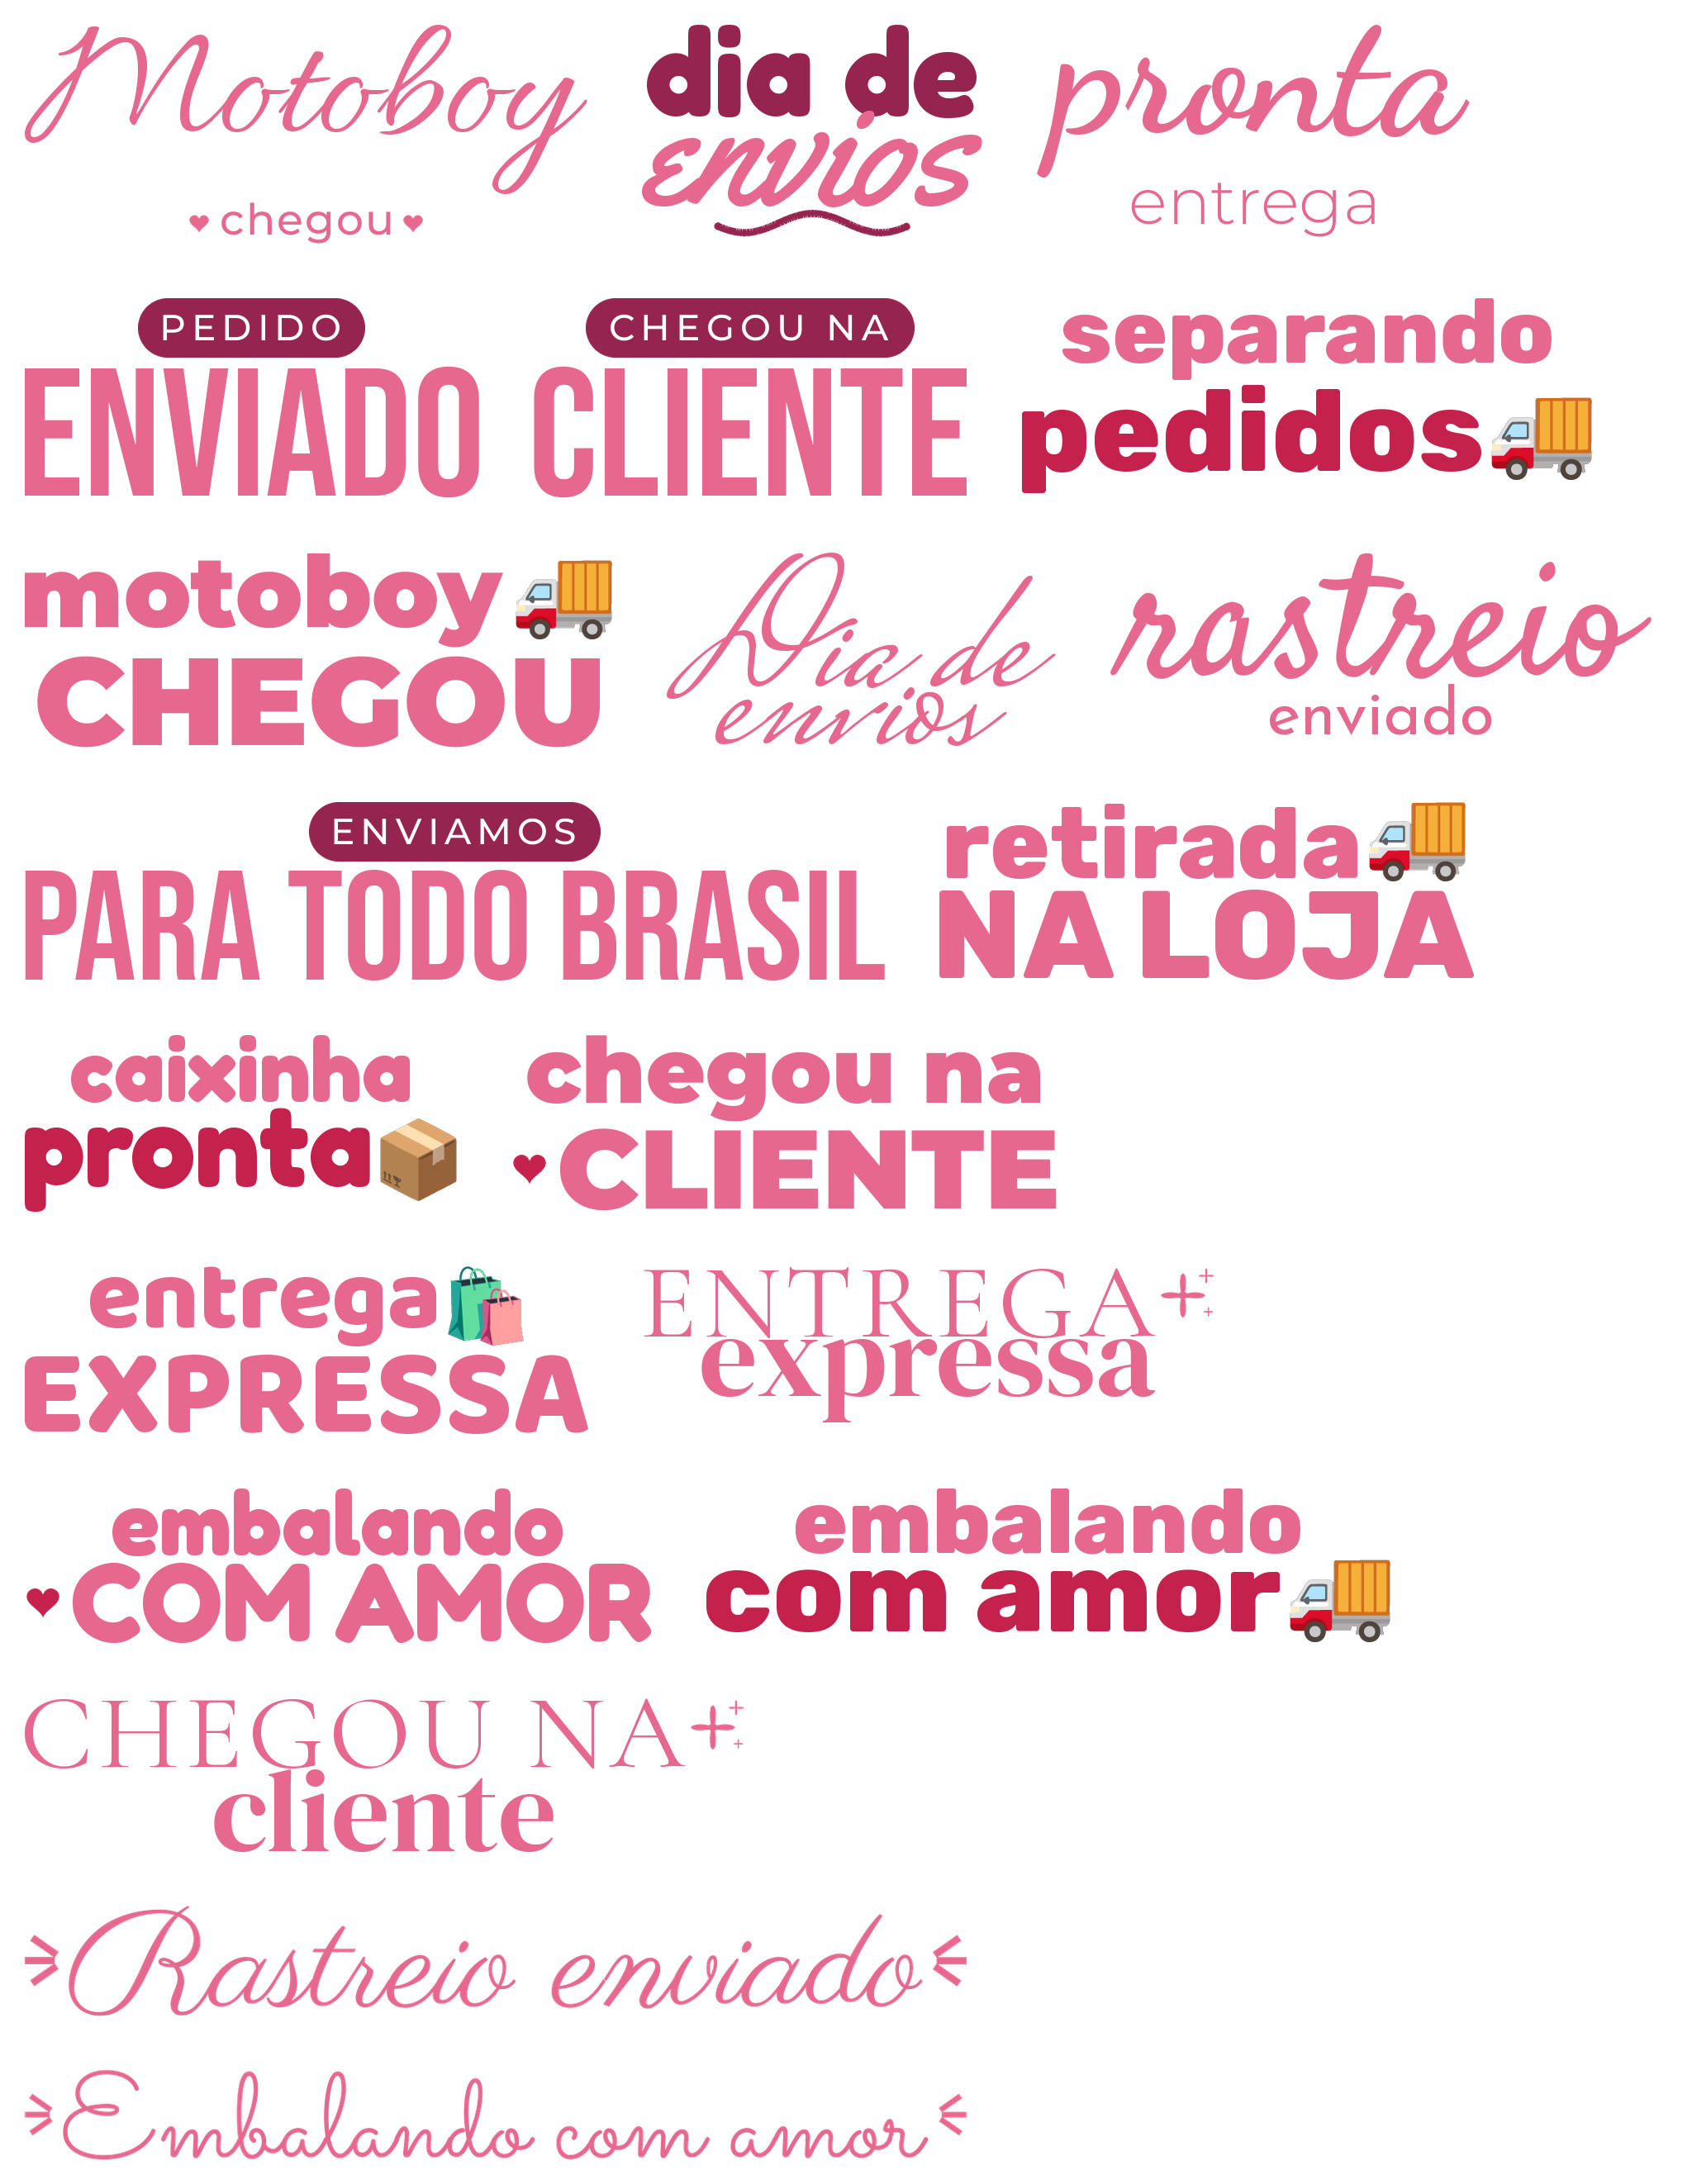 Motoboy
chegou
dia de
envios
pronta
entrega
PEDIDO
ENVIADO
CHEGOU NA
CLIENTE
separando
pedidos
motoboy
CHEGOU
Dia de
envios
rastreio
enviado
ENVIAMOS
PARA TODO BRASIL
retirada
NA LOJA
caixinha
pronta
chegou na
CLIENTE
entrega
EXPRESSA
ENTREGA
expressa
embalando
COM AMOR
embalando
com amor
CHEGOU NA
cliente
Rastreio enviado
Embalando com amor